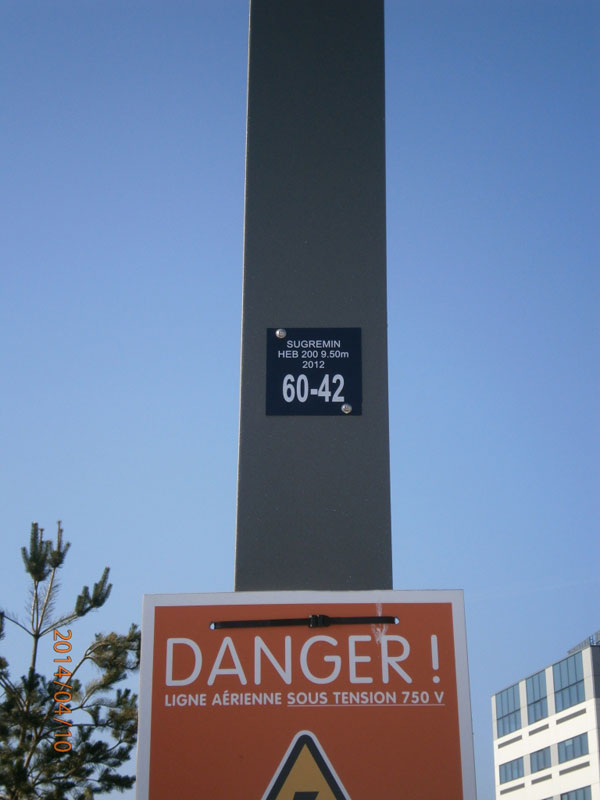 SUGREMIN
HEB 200 9.50m
2012
60-42
DANGER !
LIGNE AÉRIENNE SOUS TENSION 750 V
2014/04/10